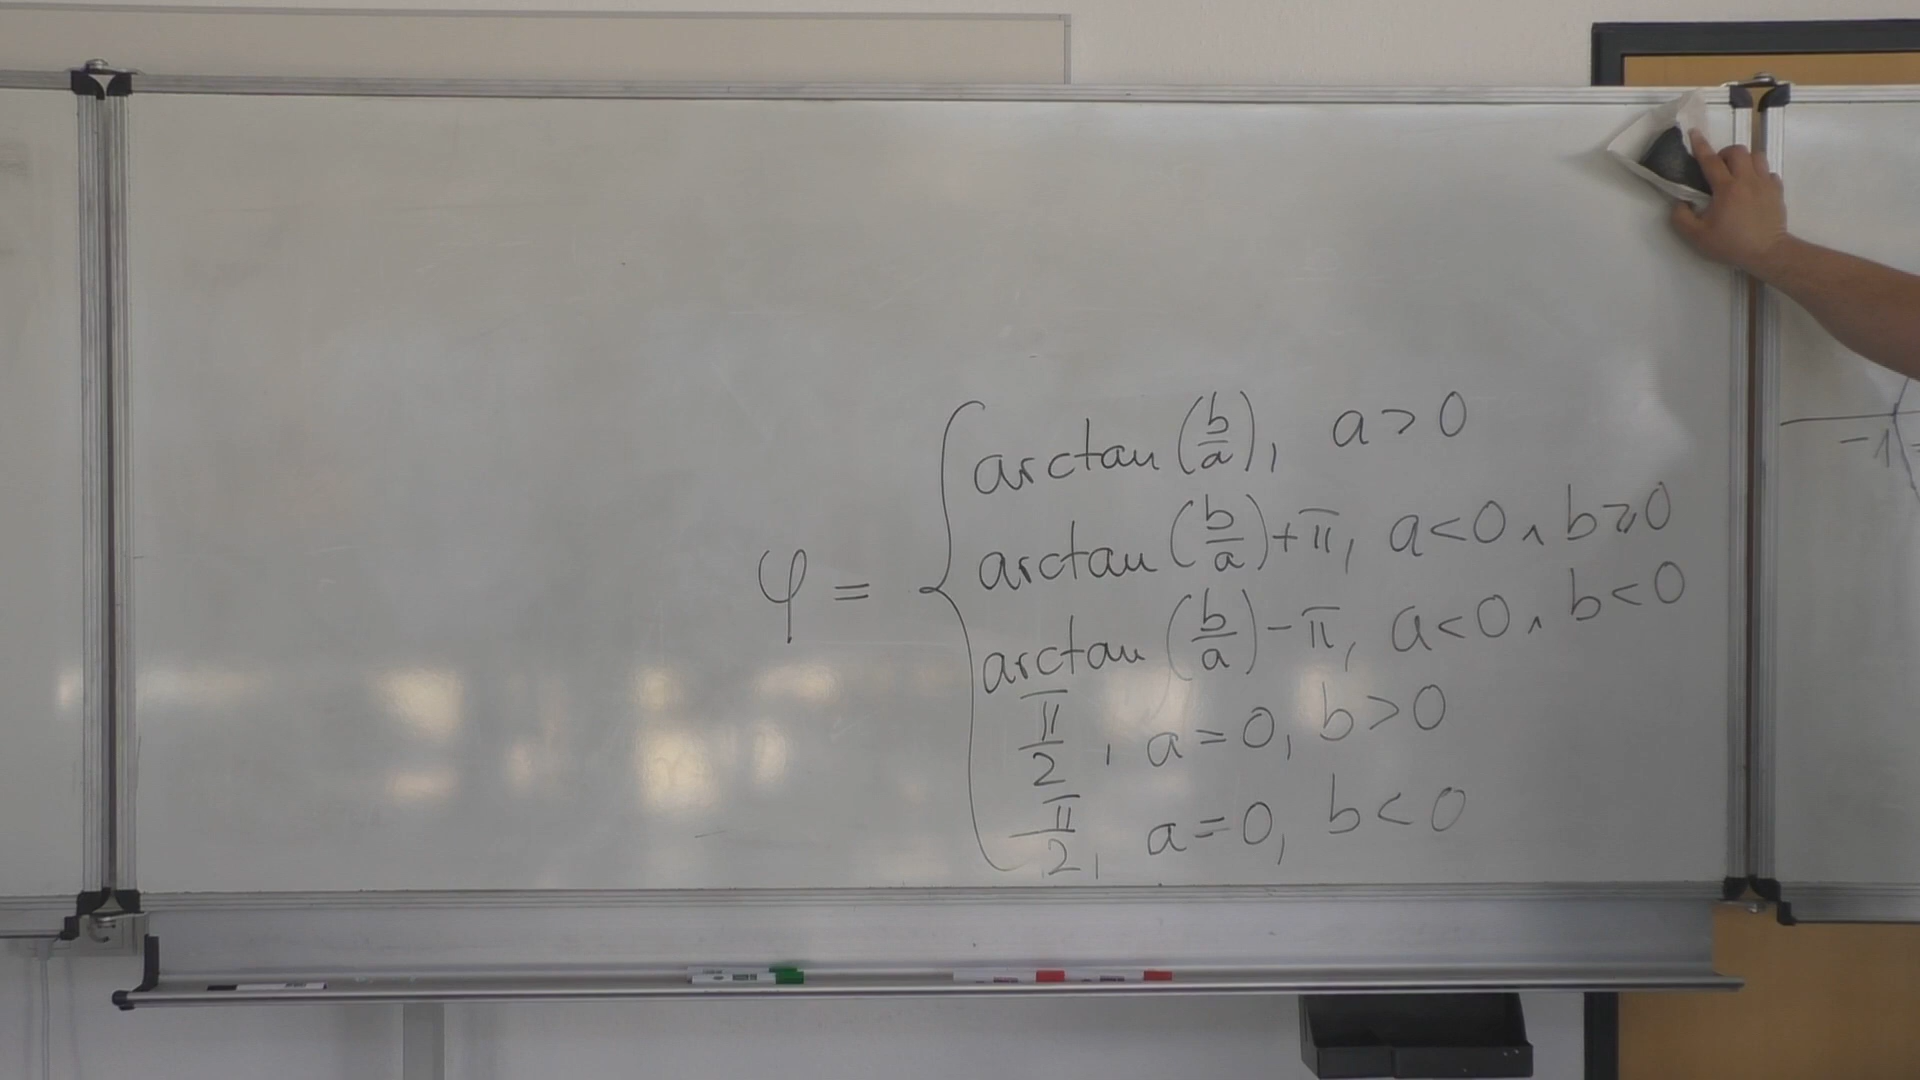 φ = { arctan(b/a), a > 0
arctan(b/a)+π, a<0 ∧ b⩾0
arctan(b/a)-π, a<0 ∧ b<0
π/2, a=0, b>0
-π/2, a=0, b<0
-1